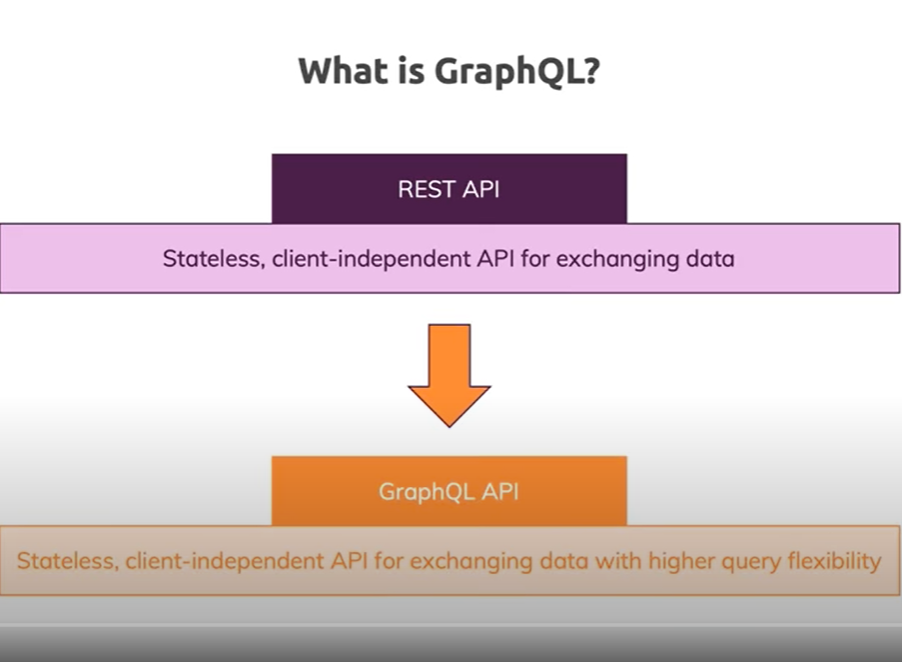 What is GraphQL?
REST API
Stateless, client-independent API for exchanging data
GraphQL API
Stateless, client-independent API for exchanging data with higher query flexibility